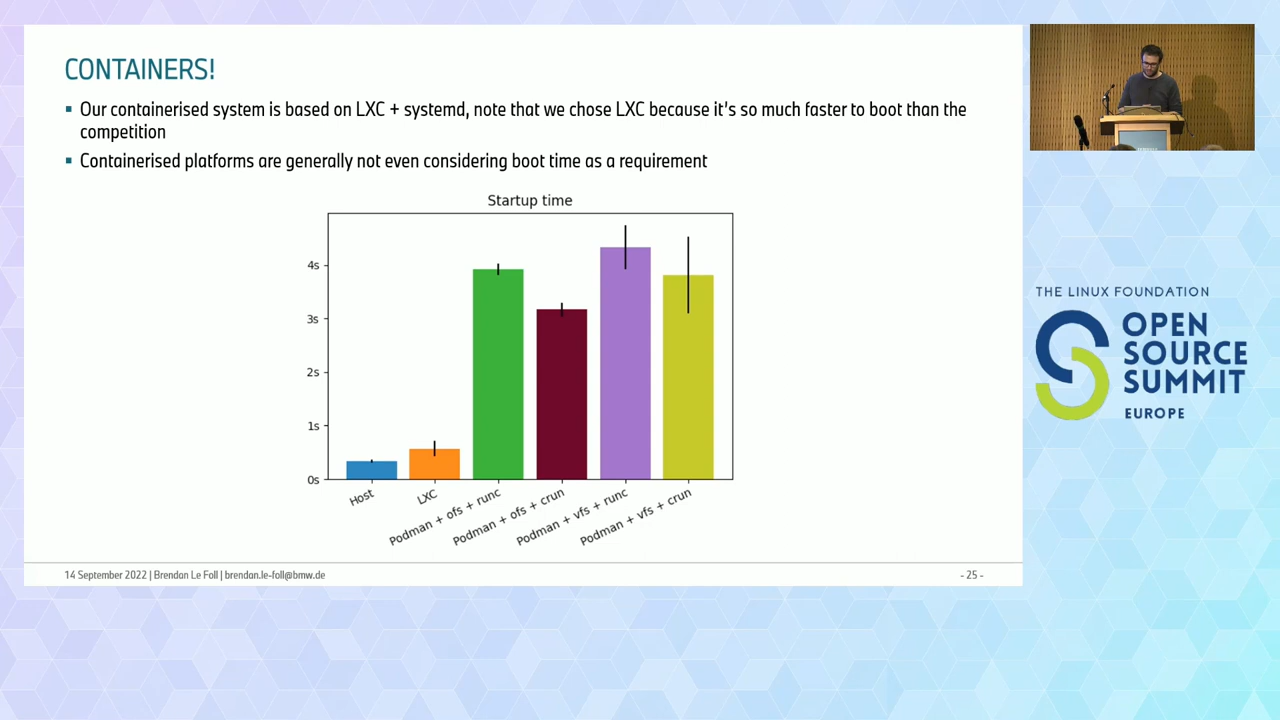 CONTAINERS!
▪ Our containerised system is based on LXC + systemd, note that we chose LXC because it's so much faster to boot than the
competition
▪ Containerised platforms are generally not even considering boot time as a requirement
Startup time
4s
3s
2s
1s
0s
Host
LXC
Podman + ofs + runc
Podman + ofs + crun
Podman + vfs + runc
Podman + vfs + crun
14 September 2022 | Brendan Le Foll | brendan.le-foll@bmw.de
- 25 -
THE LINUX FOUNDATION
OPEN
SOURCE
SUMMIT
EUROPE